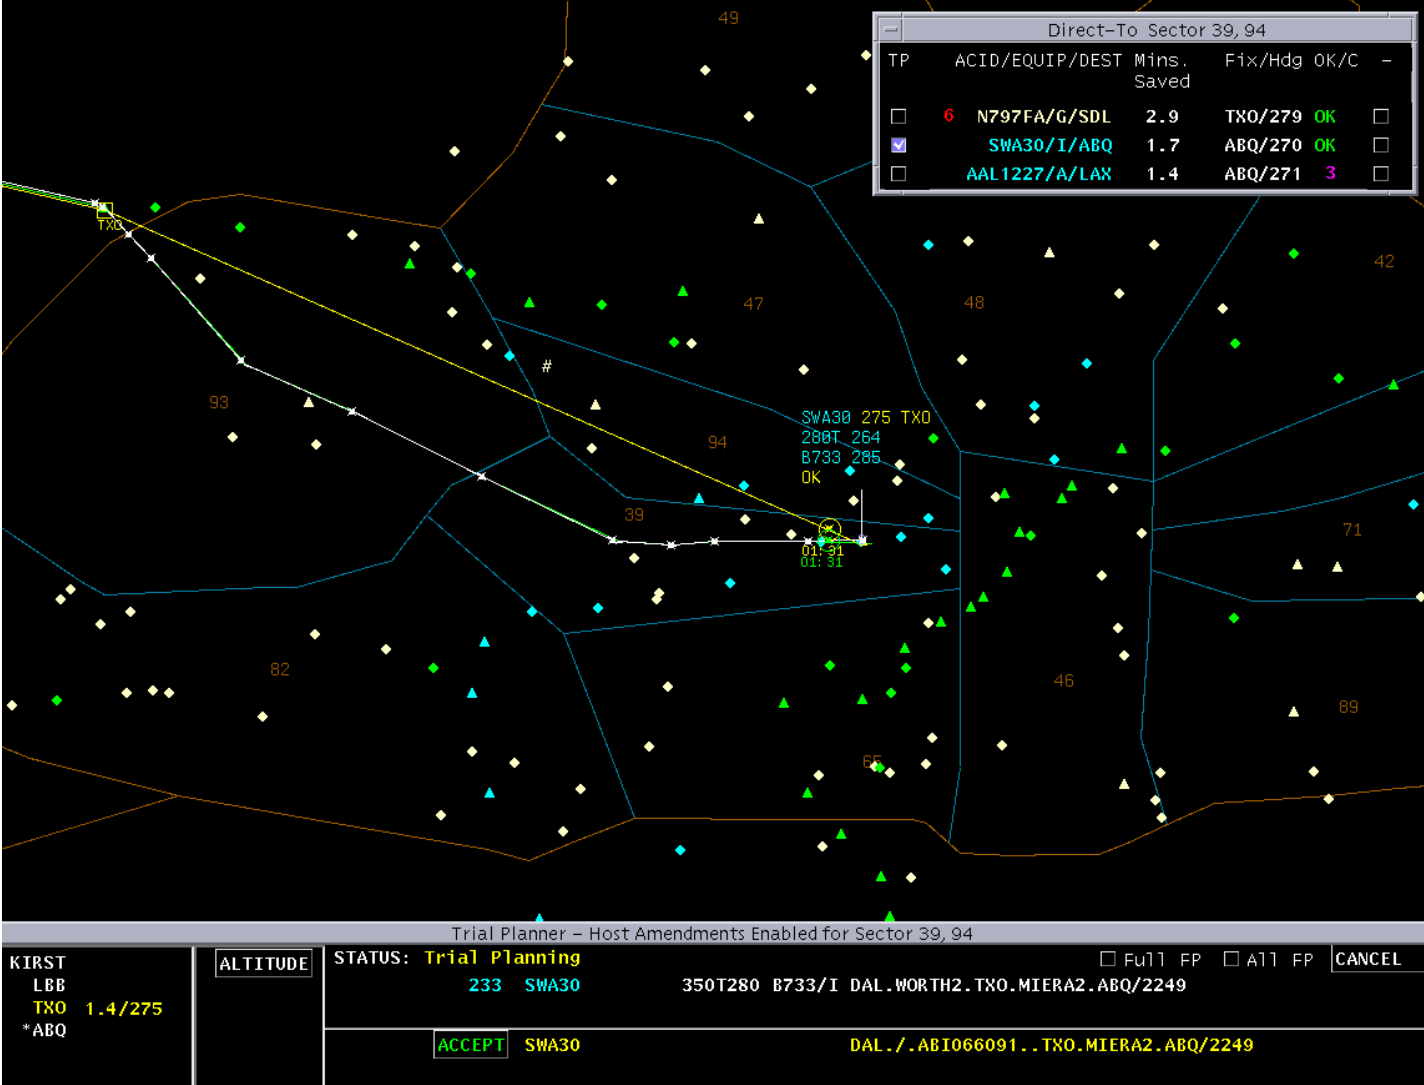 49
Direct-To Sector 39, 94
TP ACID/EQUIP/DEST Mins. Saved Fix/Hdg OK/C -
6 N797FA/G/SDL 2.9 TXO/279 OK
SWA30/I/ABQ 1.7 ABQ/270 OK
AAL1227/A/LAX 1.4 ABQ/271 3
TXO
42
47
48
#
93
SWA30 275 TXO
280T 264
B733 285
OK
94
39
71
01:31
01:31
82
46
89
65
Trial Planner - Host Amendments Enabled for Sector 39, 94
KIRST
LBB
TXO 1.4/275
*ABQ
ALTITUDE
STATUS: Trial Planning
Full FP
All FP
CANCEL
233 SWA30 350T280 B733/I DAL.WORTH2.TXO.MIERA2.ABQ/2249
ACCEPT SWA30 DAL./.ABI066091..TXO.MIERA2.ABQ/2249